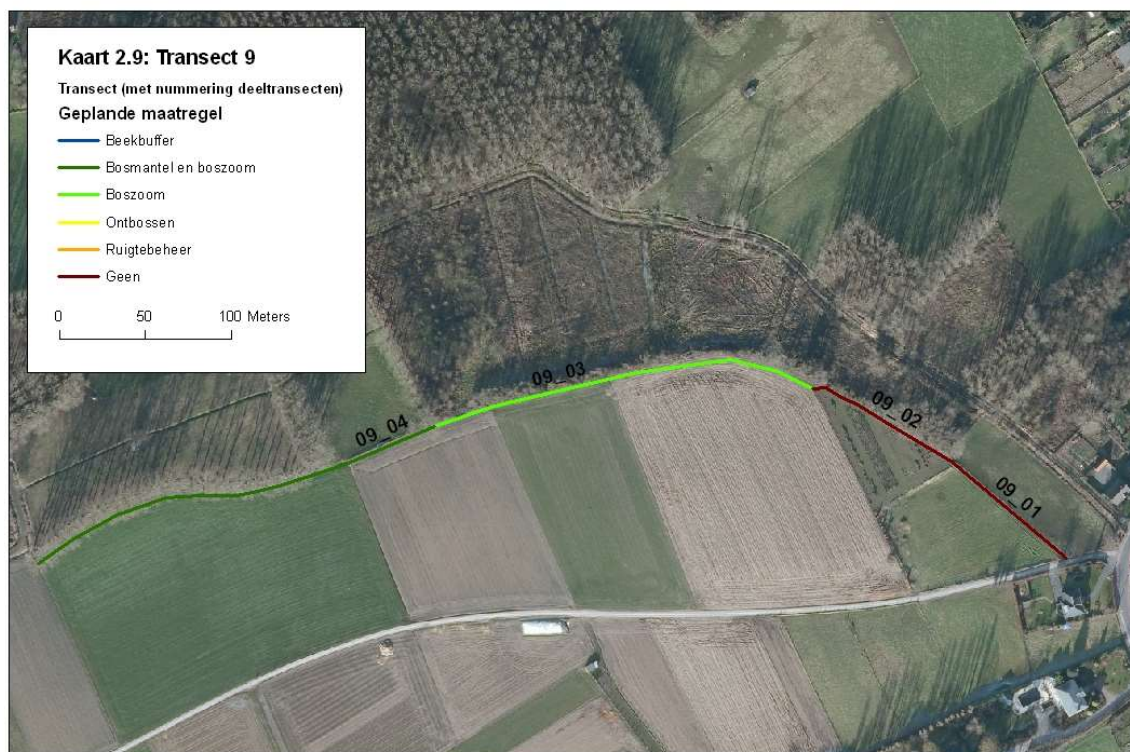 Kaart 2.9: Transect 9
Transect (met nummering deeltransecten)
Geplande maatregel
Beekbuffer
Bosmantel en boszoom
Boszoom
Ontbossen
Ruigtebeheer
Geen
0 50 100 Meters
09_03
09_02
09_04
09_01